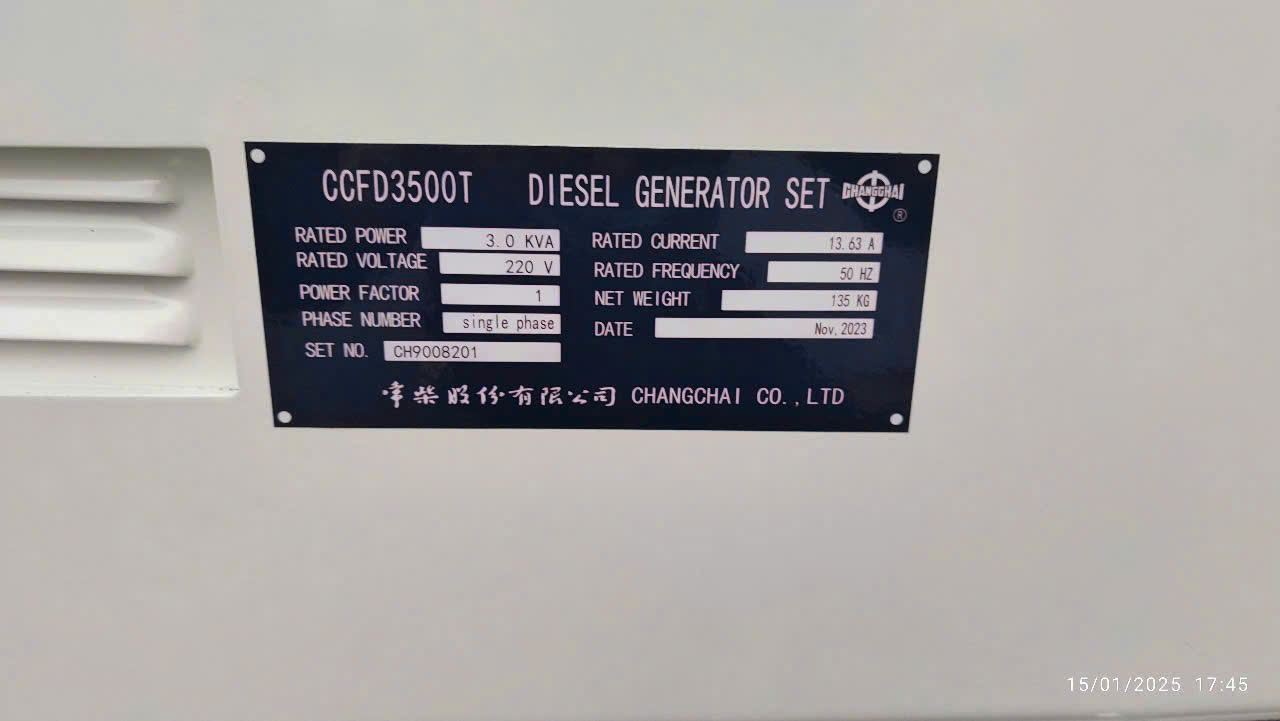 CCFD3500T DIESEL GENERATOR SET CHANGCHAI ®
RATED POWER 3.0 KVA RATED CURRENT 13.63 A
RATED VOLTAGE 220 V RATED FREQUENCY 50 HZ
POWER FACTOR 1 NET WEIGHT 135 KG
PHASE NUMBER single phase DATE Nov.2023
SET NO. CH9008201
常柴股份有限公司 CHANGCHAI CO.,LTD
15/01/2025 17:45